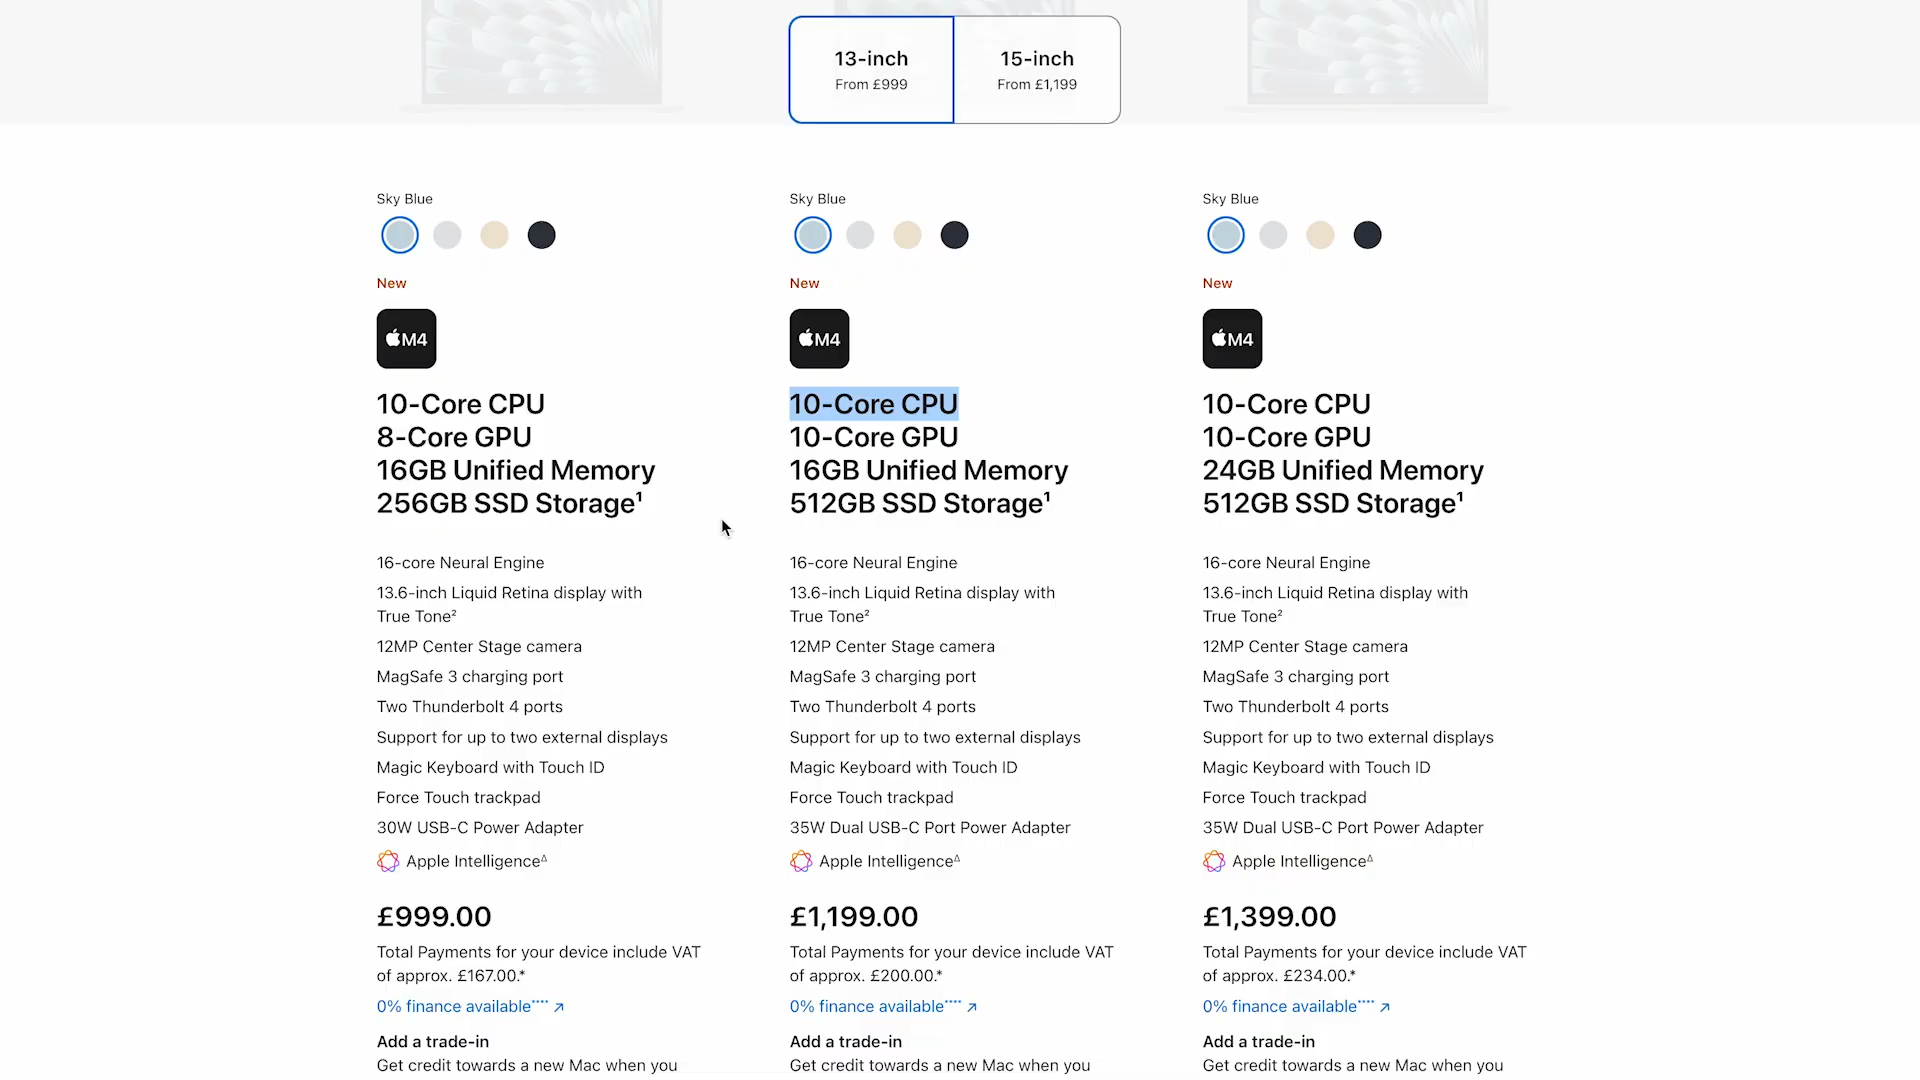 13-inch
From £999
15-inch
From £1,199
Sky Blue
New
M4
10-Core CPU
8-Core GPU
16GB Unified Memory
256GB SSD Storage¹
16-core Neural Engine
13.6-inch Liquid Retina display with
True Tone²
12MP Center Stage camera
MagSafe 3 charging port
Two Thunderbolt 4 ports
Support for up to two external displays
Magic Keyboard with Touch ID
Force Touch trackpad
30W USB-C Power Adapter
Apple Intelligence∆
£999.00
Total Payments for your device include VAT
of approx. £167.00.*
0% finance available**** ↗
Add a trade-in
Get credit towards a new Mac when you
Sky Blue
New
M4
10-Core CPU
10-Core GPU
16GB Unified Memory
512GB SSD Storage¹
16-core Neural Engine
13.6-inch Liquid Retina display with
True Tone²
12MP Center Stage camera
MagSafe 3 charging port
Two Thunderbolt 4 ports
Support for up to two external displays
Magic Keyboard with Touch ID
Force Touch trackpad
35W Dual USB-C Port Power Adapter
Apple Intelligence∆
£1,199.00
Total Payments for your device include VAT
of approx. £200.00.*
0% finance available**** ↗
Add a trade-in
Get credit towards a new Mac when you
Sky Blue
New
M4
10-Core CPU
10-Core GPU
24GB Unified Memory
512GB SSD Storage¹
16-core Neural Engine
13.6-inch Liquid Retina display with
True Tone²
12MP Center Stage camera
MagSafe 3 charging port
Two Thunderbolt 4 ports
Support for up to two external displays
Magic Keyboard with Touch ID
Force Touch trackpad
35W Dual USB-C Port Power Adapter
Apple Intelligence∆
£1,399.00
Total Payments for your device include VAT
of approx. £234.00.*
0% finance available**** ↗
Add a trade-in
Get credit towards a new Mac when you